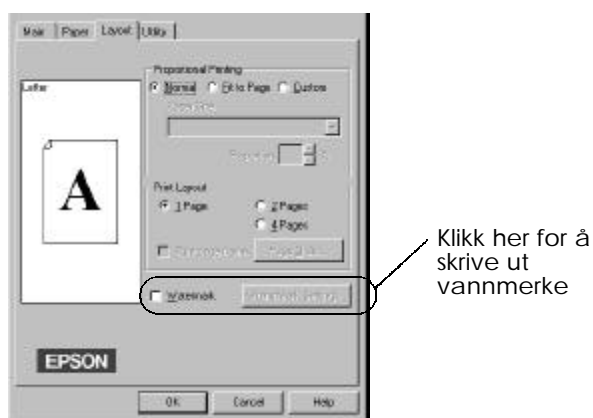 Main Paper Layout Utility
Proportional Printing
Letter
Normal Fit to Page Custom
A
Print Layout
1 Page 2 Pages
4 Pages
Klikk her for å
skrive ut
vannmerke
Watermark
EPSON
OK Cancel Help